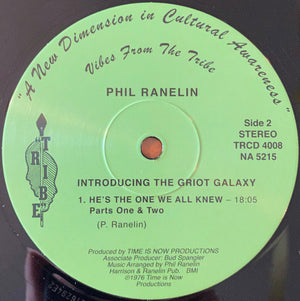 "A New Dimension in Cultural Awareness"
Vibes From The Tribe
PHIL RANELIN
TRIBE
Side 2
STEREO
TRCD 4008
NA 5215
INTRODUCING THE GRIOT GALAXY
1. HE'S THE ONE WE ALL KNEW – 18:05
Parts One & Two
(P. Ranelin)
Produced by TIME IS NOW PRODUCTIONS
Associate Producer: Bud Spangler
Music Arranged by Phil Ranelin
Harrison & Ranelin Pub. BMI
©1976 Time is Now
Productions